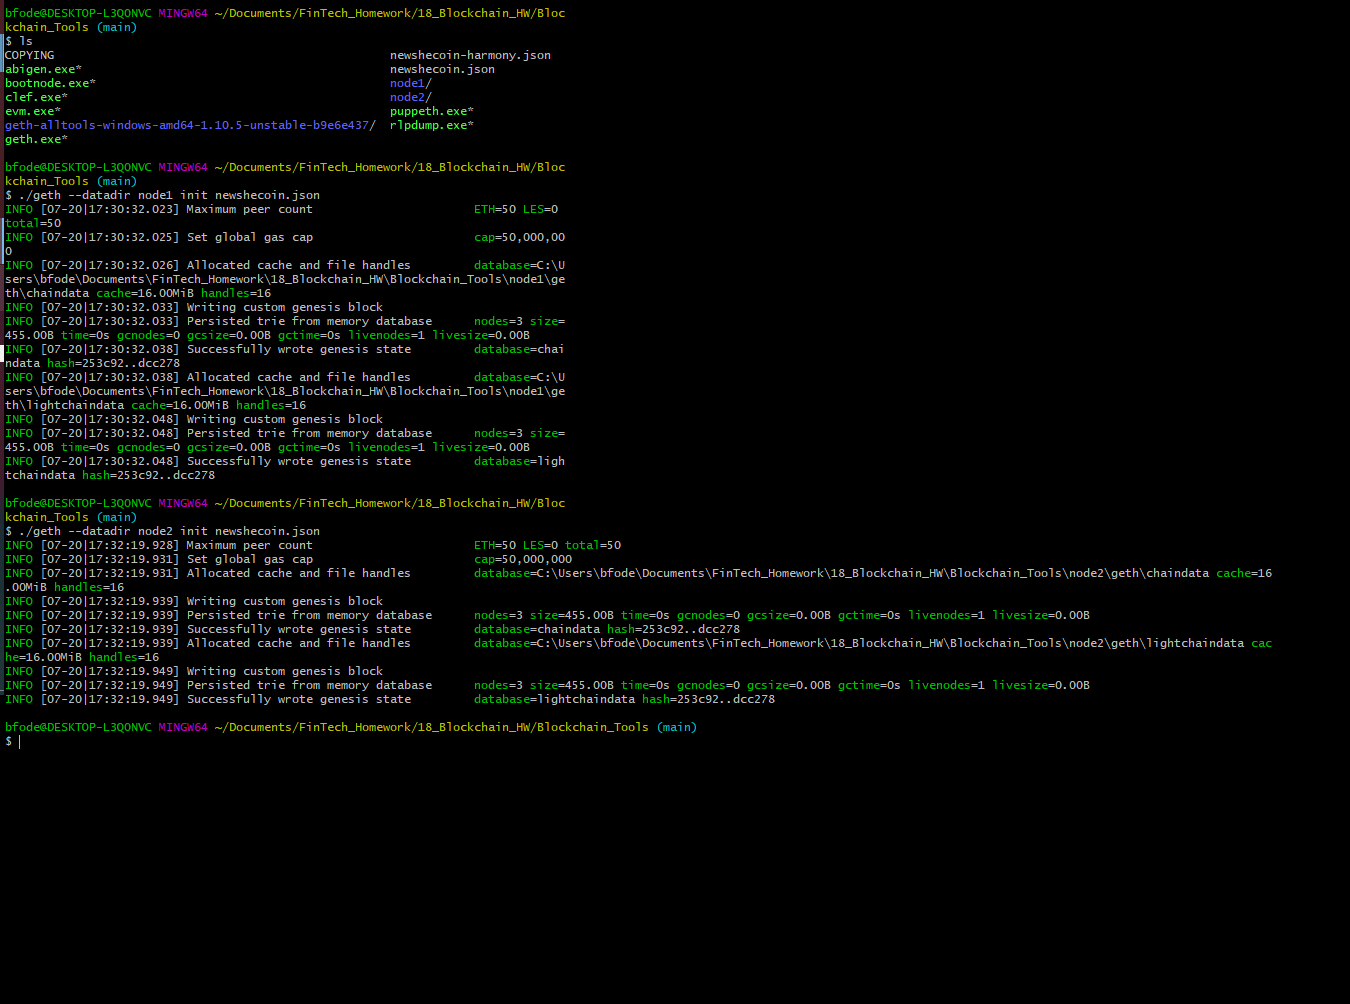 bfode@DESKTOP-L3QONVC MINGW64 ~/Documents/FinTech_Homework/18_Blockchain_HW/Bloc
kchain_Tools (main)
$ ls
COPYING newshecoin-harmony.json
abigen.exe* newshecoin.json
bootnode.exe* node1/
clef.exe* node2/
evm.exe* puppeth.exe*
geth-alltools-windows-amd64-1.10.5-unstable-b9e6e437/ rlpdump.exe*
geth.exe*
bfode@DESKTOP-L3QONVC MINGW64 ~/Documents/FinTech_Homework/18_Blockchain_HW/Bloc
kchain_Tools (main)
$ ./geth --datadir node1 init newshecoin.json
INFO [07-20|17:30:32.023] Maximum peer count ETH=50 LES=0
total=50
INFO [07-20|17:30:32.025] Set global gas cap cap=50,000,00
0
INFO [07-20|17:30:32.026] Allocated cache and file handles database=C:\U
sers\bfode\Documents\FinTech_Homework\18_Blockchain_HW\Blockchain_Tools\node1\ge
th\chaindata cache=16.00MiB handles=16
INFO [07-20|17:30:32.033] Writing custom genesis block
INFO [07-20|17:30:32.033] Persisted trie from memory database nodes=3 size=
455.00B time=0s gcnodes=0 gcsize=0.00B gctime=0s livenodes=1 livesize=0.00B
INFO [07-20|17:30:32.038] Successfully wrote genesis state database=chai
ndata hash=253c92..dcc278
INFO [07-20|17:30:32.038] Allocated cache and file handles database=C:\U
sers\bfode\Documents\FinTech_Homework\18_Blockchain_HW\Blockchain_Tools\node1\ge
th\lightchaindata cache=16.00MiB handles=16
INFO [07-20|17:30:32.048] Writing custom genesis block
INFO [07-20|17:30:32.048] Persisted trie from memory database nodes=3 size=
455.00B time=0s gcnodes=0 gcsize=0.00B gctime=0s livenodes=1 livesize=0.00B
INFO [07-20|17:30:32.048] Successfully wrote genesis state database=ligh
tchaindata hash=253c92..dcc278
bfode@DESKTOP-L3QONVC MINGW64 ~/Documents/FinTech_Homework/18_Blockchain_HW/Bloc
kchain_Tools (main)
$ ./geth --datadir node2 init newshecoin.json
INFO [07-20|17:32:19.928] Maximum peer count ETH=50 LES=0 total=50
INFO [07-20|17:32:19.931] Set global gas cap cap=50,000,000
INFO [07-20|17:32:19.931] Allocated cache and file handles database=C:\Users\bfode\Documents\FinTech_Homework\18_Blockchain_HW\Blockchain_Tools\node2\geth\chaindata cache=16
.00MiB handles=16
INFO [07-20|17:32:19.939] Writing custom genesis block
INFO [07-20|17:32:19.939] Persisted trie from memory database nodes=3 size=455.00B time=0s gcnodes=0 gcsize=0.00B gctime=0s livenodes=1 livesize=0.00B
INFO [07-20|17:32:19.939] Successfully wrote genesis state database=chaindata hash=253c92..dcc278
INFO [07-20|17:32:19.939] Allocated cache and file handles database=C:\Users\bfode\Documents\FinTech_Homework\18_Blockchain_HW\Blockchain_Tools\node2\geth\lightchaindata cac
he=16.00MiB handles=16
INFO [07-20|17:32:19.949] Writing custom genesis block
INFO [07-20|17:32:19.949] Persisted trie from memory database nodes=3 size=455.00B time=0s gcnodes=0 gcsize=0.00B gctime=0s livenodes=1 livesize=0.00B
INFO [07-20|17:32:19.949] Successfully wrote genesis state database=lightchaindata hash=253c92..dcc278
bfode@DESKTOP-L3QONVC MINGW64 ~/Documents/FinTech_Homework/18_Blockchain_HW/Blockchain_Tools (main)
$